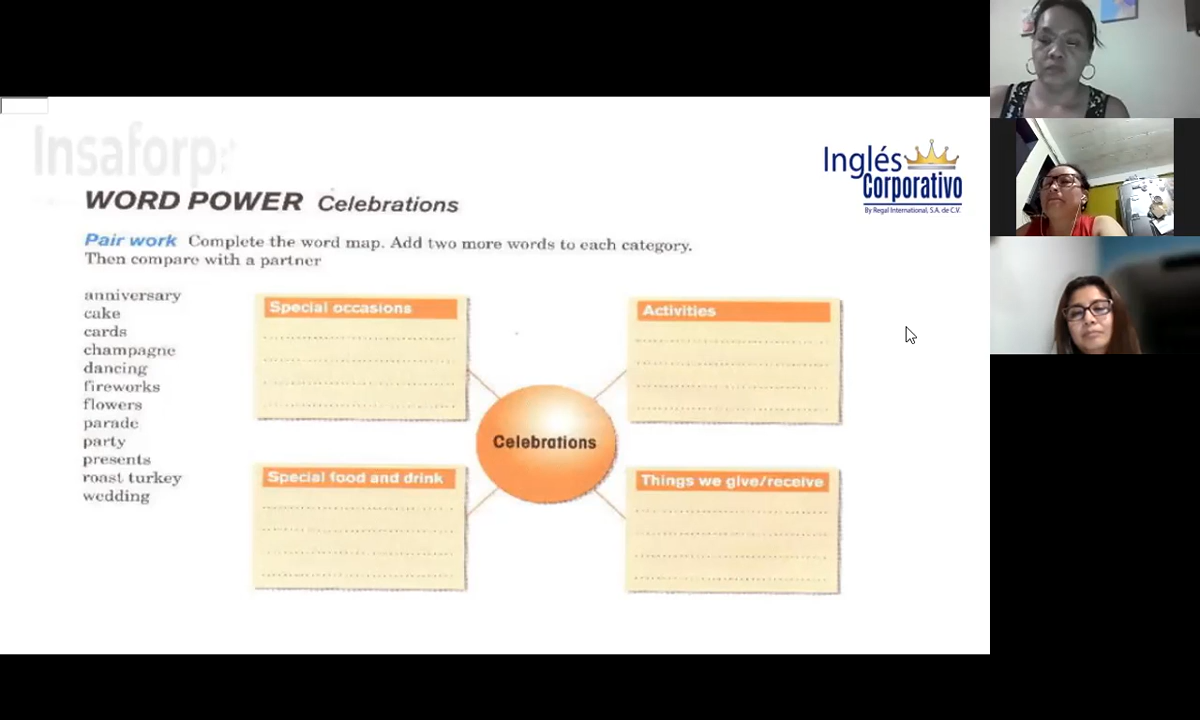 Insaforp
Inglés
Corporativo
By Regal International, S.A. de C.V.
WORD POWER Celebrations
Pair work Complete the word map. Add two more words to each category.
Then compare with a partner
anniversary
cake
cards
champagne
dancing
fireworks
flowers
parade
party
presents
roast turkey
wedding
Special occasions
Activities
Celebrations
Special food and drink
Things we give/receive